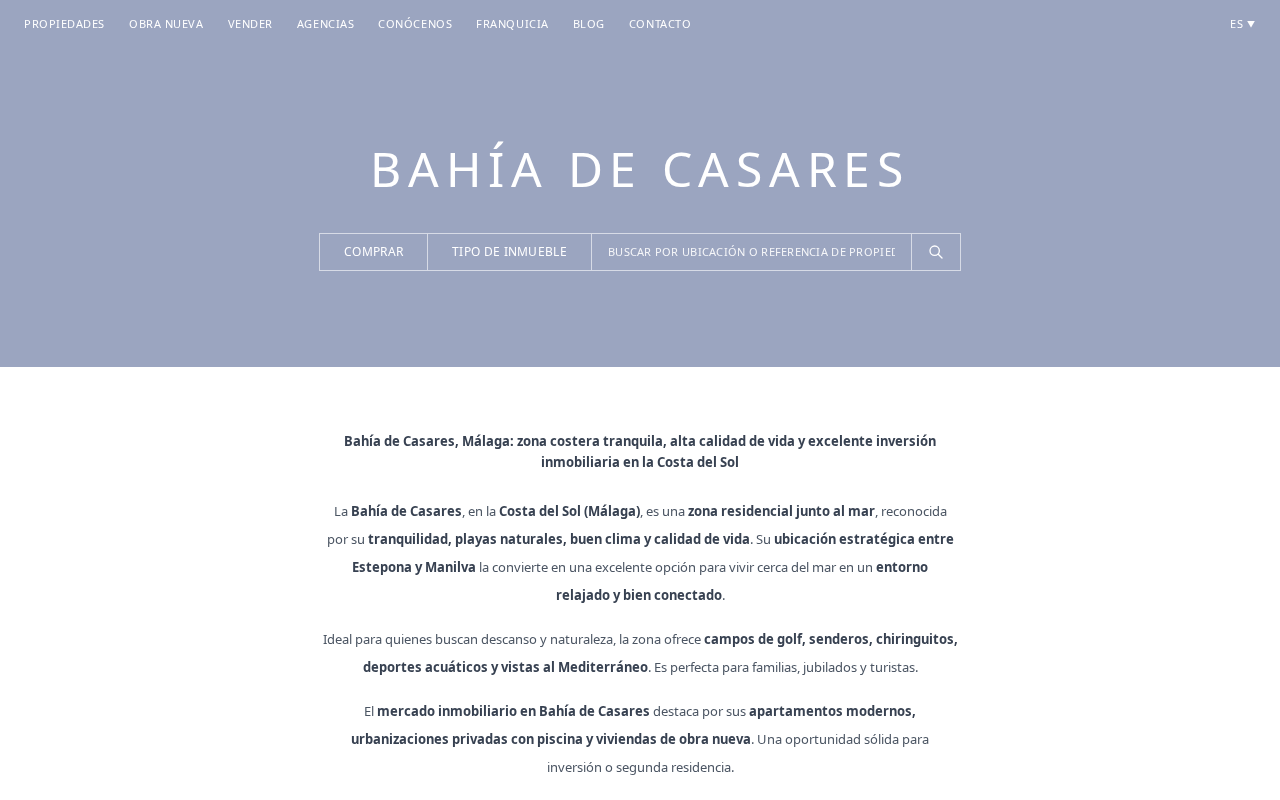 PROPIEDADES OBRA NUEVA VENDER AGENCIAS CONÓCENOS FRANQUICIA BLOG CONTACTO ES
BAHÍA DE CASARES
COMPRAR TIPO DE INMUEBLE BUSCAR POR UBICACIÓN O REFERENCIA DE
Bahía de Casares, Málaga: zona costera tranquila, alta calidad de vida y excelente inversión
inmobiliaria en la Costa del Sol
La Bahía de Casares, en la Costa del Sol (Málaga), es una zona residencial junto al mar, reconocida
por su tranquilidad, playas naturales, buen clima y calidad de vida. Su ubicación estratégica entre
Estepona y Manilva la convierte en una excelente opción para vivir cerca del mar en un entorno
relajado y bien conectado.
Ideal para quienes buscan descanso y naturaleza, la zona ofrece campos de golf, senderos, chiringuitos,
deportes acuáticos y vistas al Mediterráneo. Es perfecta para familias, jubilados y turistas.
El mercado inmobiliario en Bahía de Casares destaca por sus apartamentos modernos,
urbanizaciones privadas con piscina y viviendas de obra nueva. Una oportunidad sólida para
inversión o segunda residencia.